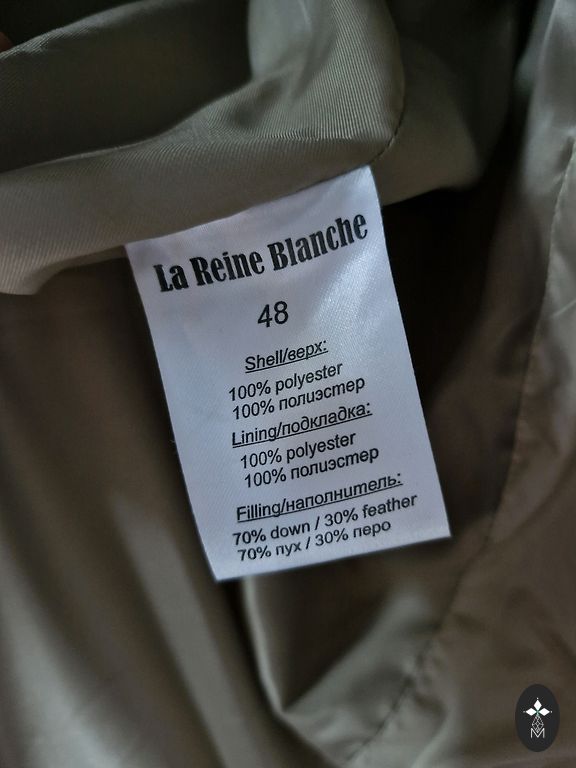 La Reine Blanche
48
Shell/верх:
100% polyester
100% полиэстер
Lining/подкладка:
100% polyester
100% полиэстер
Filling/наполнитель:
70% down / 30% feather
70% пух / 30% перо
M